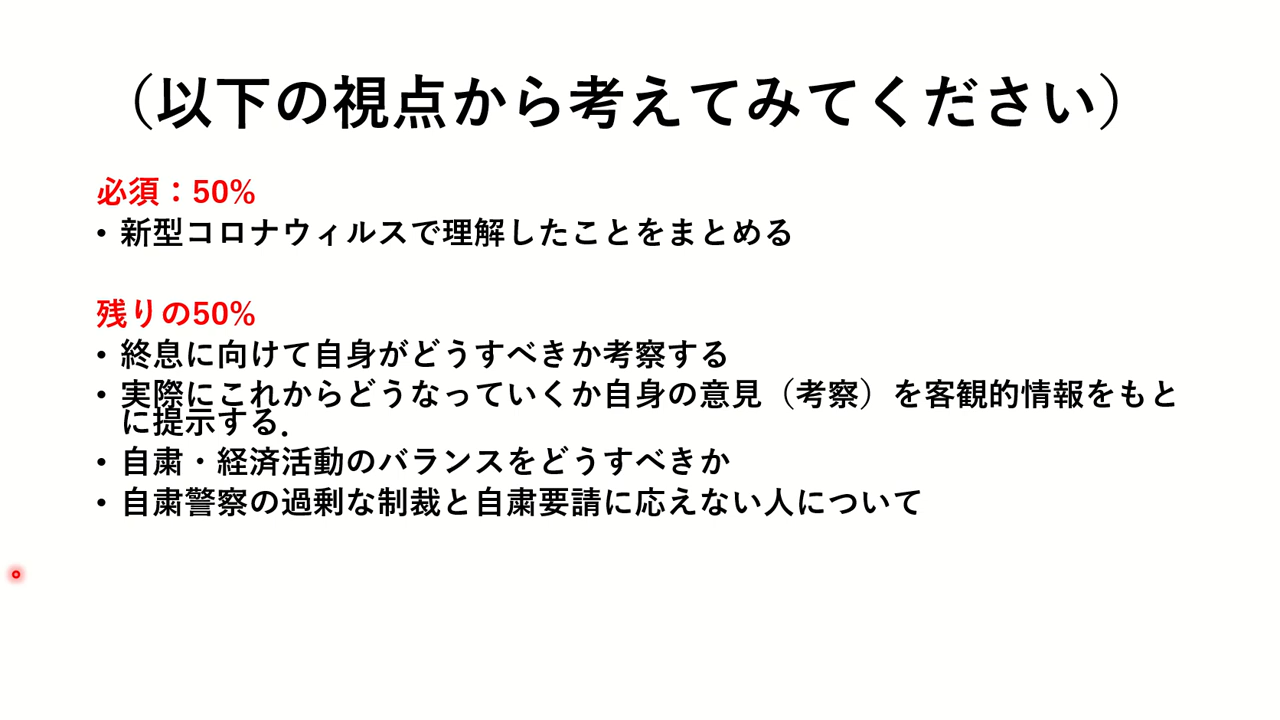 （以下の視点から考えてみてください）
必須：50%
• 新型コロナウィルスで理解したことをまとめる
残りの50%
• 終息に向けて自身がどうすべきか考察する
• 実際にこれからどうなっていくか自身の意見（考察）を客観的情報をもと
に提示する．
• 自粛・経済活動のバランスをどうすべきか
• 自粛警察の過剰な制裁と自粛要請に応えない人について